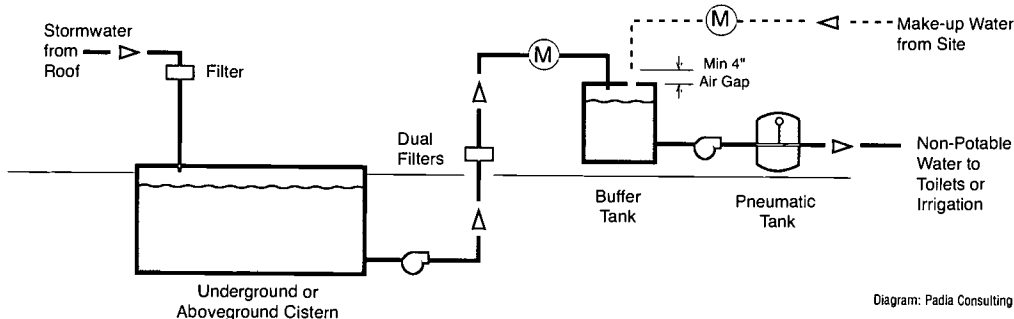 Stormwater
from
Roof
Filter
M
M
Make-up Water
from Site
Min 4"
Air Gap
Dual
Filters
Buffer
Tank
Pneumatic
Tank
Non-Potable
Water to
Toilets or
Irrigation
Underground or
Aboveground Cistern
Diagram: Padia Consulting